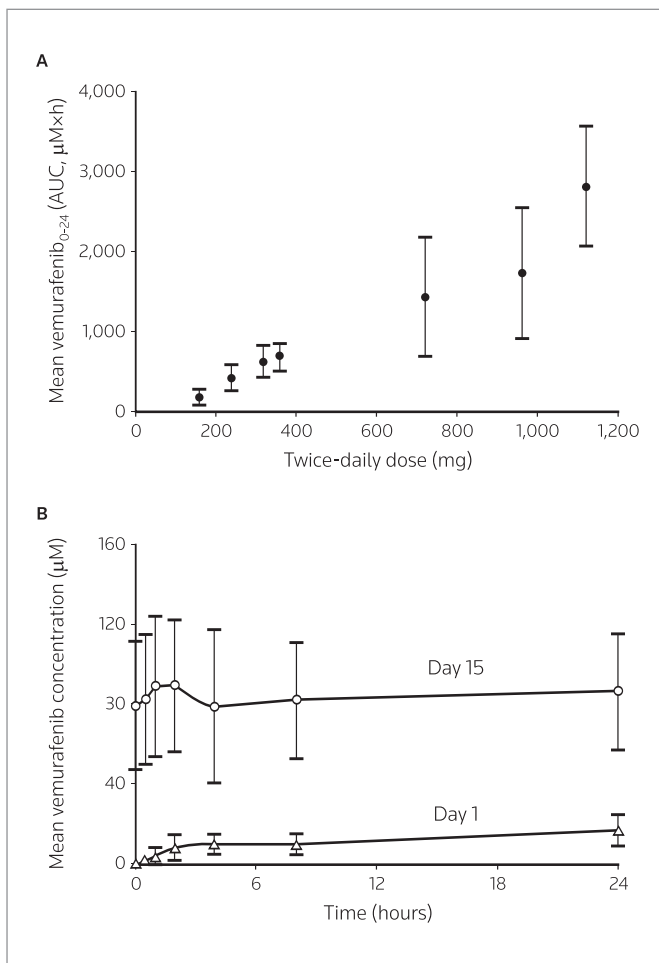 A
Mean vemurafenib0-24 (AUC, μM×h)
4,000
3,000
2,000
1,000
0
0 200 400 600 800 1,000 1,200
Twice-daily dose (mg)
B
Mean vemurafenib concentration (μM)
160
120
30
40
0
Day 15
Day 1
0 6 12 18 24
Time (hours)